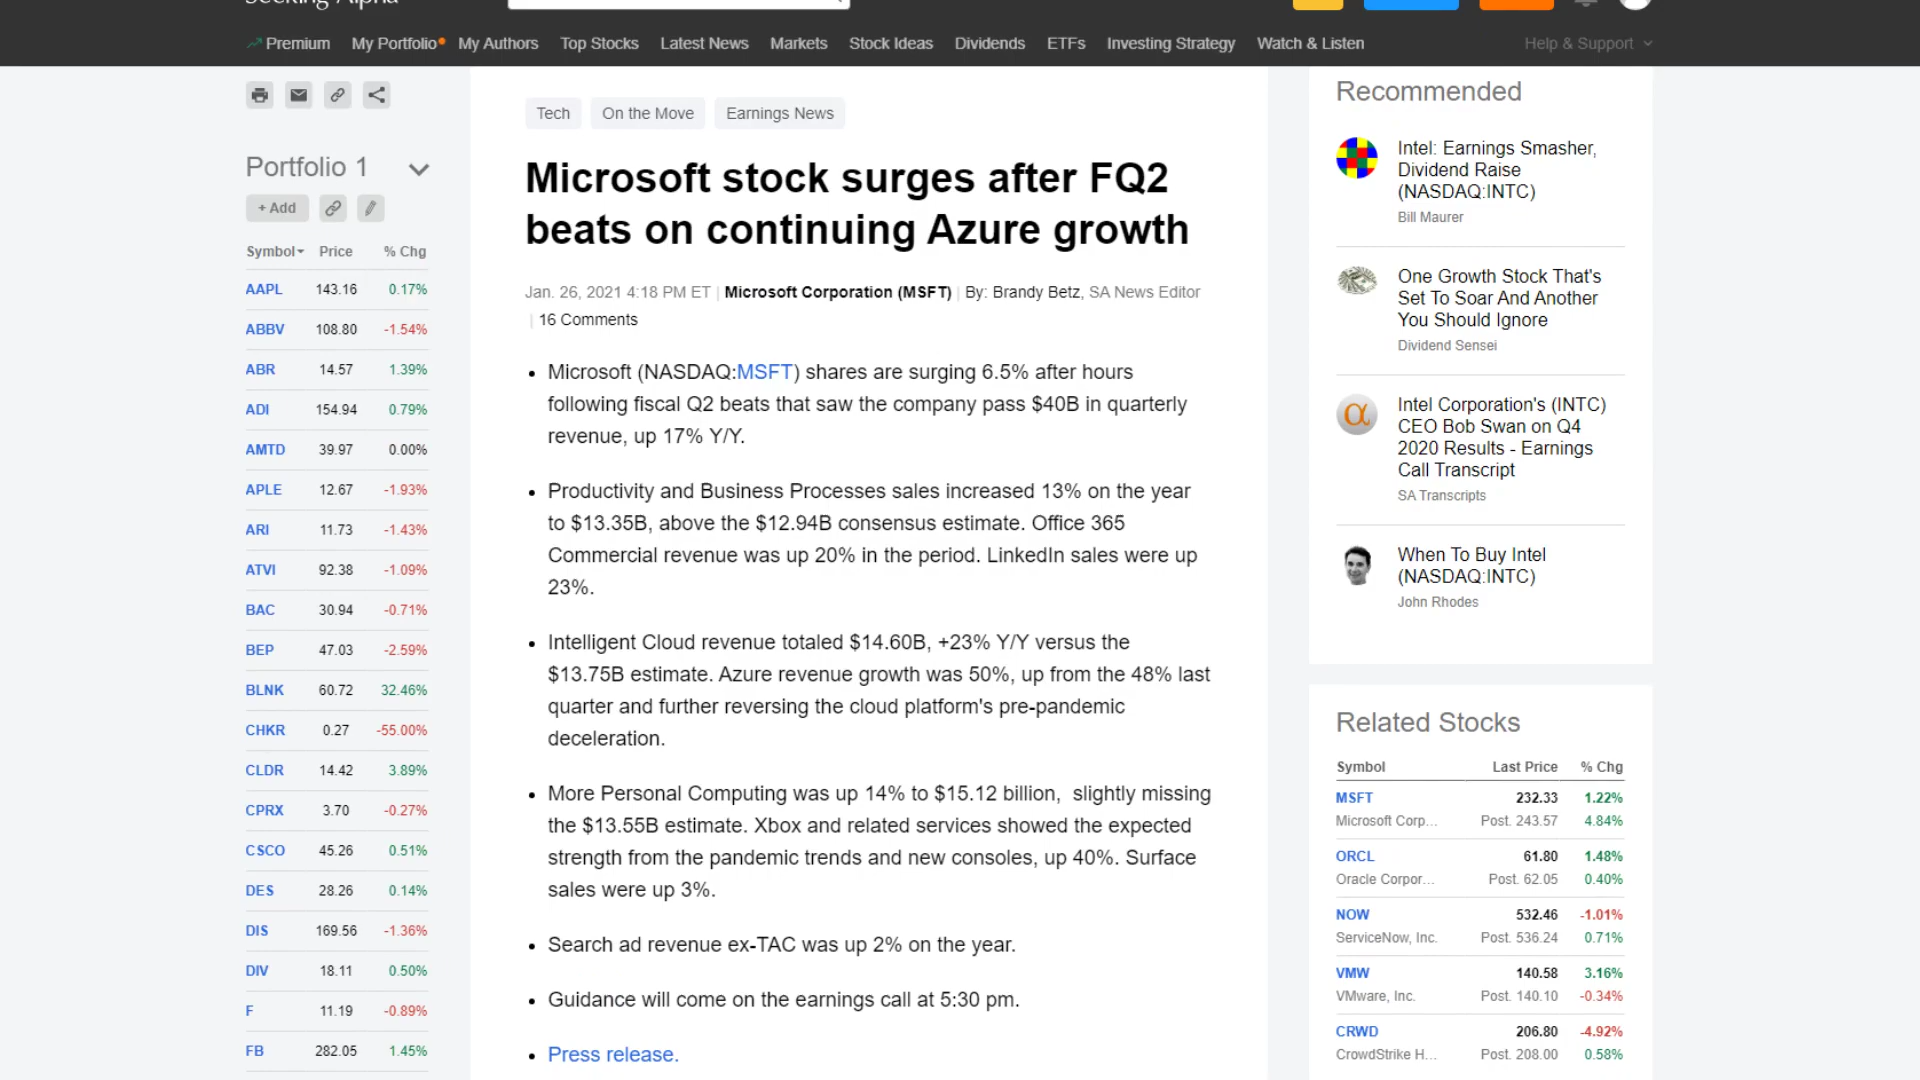 Seeking Alpha
Premium My Portfolio My Authors Top Stocks Latest News Markets Stock Ideas Dividends ETFs Investing Strategy Watch & Listen Help & Support
Portfolio 1
+ Add
Symbol Price % Chg
AAPL 143.16 0.17%
ABBV 108.80 -1.54%
ABR 14.57 1.39%
ADI 154.94 0.79%
AMTD 39.97 0.00%
APLE 12.67 -1.93%
ARI 11.73 -1.43%
ATVI 92.38 -1.09%
BAC 30.94 -0.71%
BEP 47.03 -2.59%
BLNK 60.72 32.46%
CHKR 0.27 -55.00%
CLDR 14.42 3.89%
CPRX 3.70 -0.27%
CSCO 45.26 0.51%
DES 28.26 0.14%
DIS 169.56 -1.36%
DIV 18.11 0.50%
F 11.19 -0.89%
FB 282.05 1.45%
Tech On the Move Earnings News
Microsoft stock surges after FQ2
beats on continuing Azure growth
Jan. 26, 2021 4:18 PM ET | Microsoft Corporation (MSFT) | By: Brandy Betz, SA News Editor
| 16 Comments
• Microsoft (NASDAQ:MSFT) shares are surging 6.5% after hours
following fiscal Q2 beats that saw the company pass $40B in quarterly
revenue, up 17% Y/Y.
• Productivity and Business Processes sales increased 13% on the year
to $13.35B, above the $12.94B consensus estimate. Office 365
Commercial revenue was up 20% in the period. LinkedIn sales were up
23%.
• Intelligent Cloud revenue totaled $14.60B, +23% Y/Y versus the
$13.75B estimate. Azure revenue growth was 50%, up from the 48% last
quarter and further reversing the cloud platform's pre-pandemic
deceleration.
• More Personal Computing was up 14% to $15.12 billion, slightly missing
the $13.55B estimate. Xbox and related services showed the expected
strength from the pandemic trends and new consoles, up 40%. Surface
sales were up 3%.
• Search ad revenue ex-TAC was up 2% on the year.
• Guidance will come on the earnings call at 5:30 pm.
• Press release.
Recommended
Intel: Earnings Smasher,
Dividend Raise
(NASDAQ:INTC)
Bill Maurer
One Growth Stock That's
Set To Soar And Another
You Should Ignore
Dividend Sensei
α
Intel Corporation's (INTC)
CEO Bob Swan on Q4
2020 Results - Earnings
Call Transcript
SA Transcripts
When To Buy Intel
(NASDAQ:INTC)
John Rhodes
Related Stocks
Symbol Last Price % Chg
MSFT 232.33 1.22%
Microsoft Corp... Post. 243.57 4.84%
ORCL 61.80 1.48%
Oracle Corpor... Post. 62.05 0.40%
NOW 532.46 -1.01%
ServiceNow, Inc. Post. 536.24 0.71%
VMW 140.58 3.16%
VMware, Inc. Post. 140.10 -0.34%
CRWD 206.80 -4.92%
CrowdStrike H... Post. 208.00 0.58%